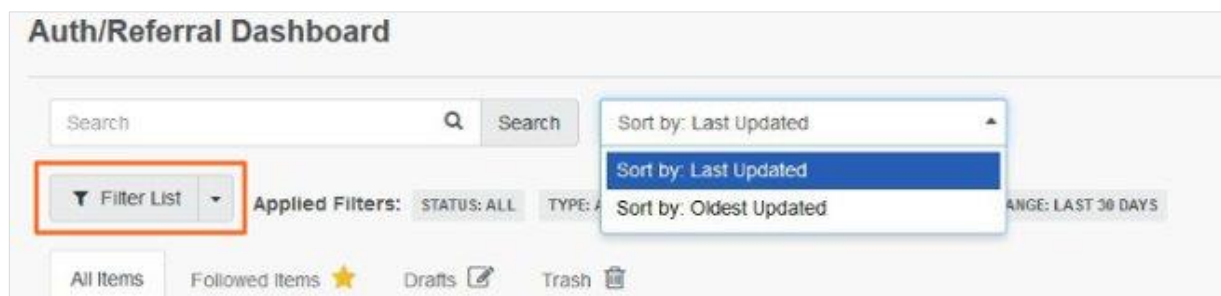 Auth/Referral Dashboard
Search Search Sort by: Last Updated
Sort by: Last Updated
Filter List Applied Filters: STATUS: ALL TYPE: Sort by: Oldest Updated ANGE: LAST 30 DAYS
All Items Followed Items Drafts Trash